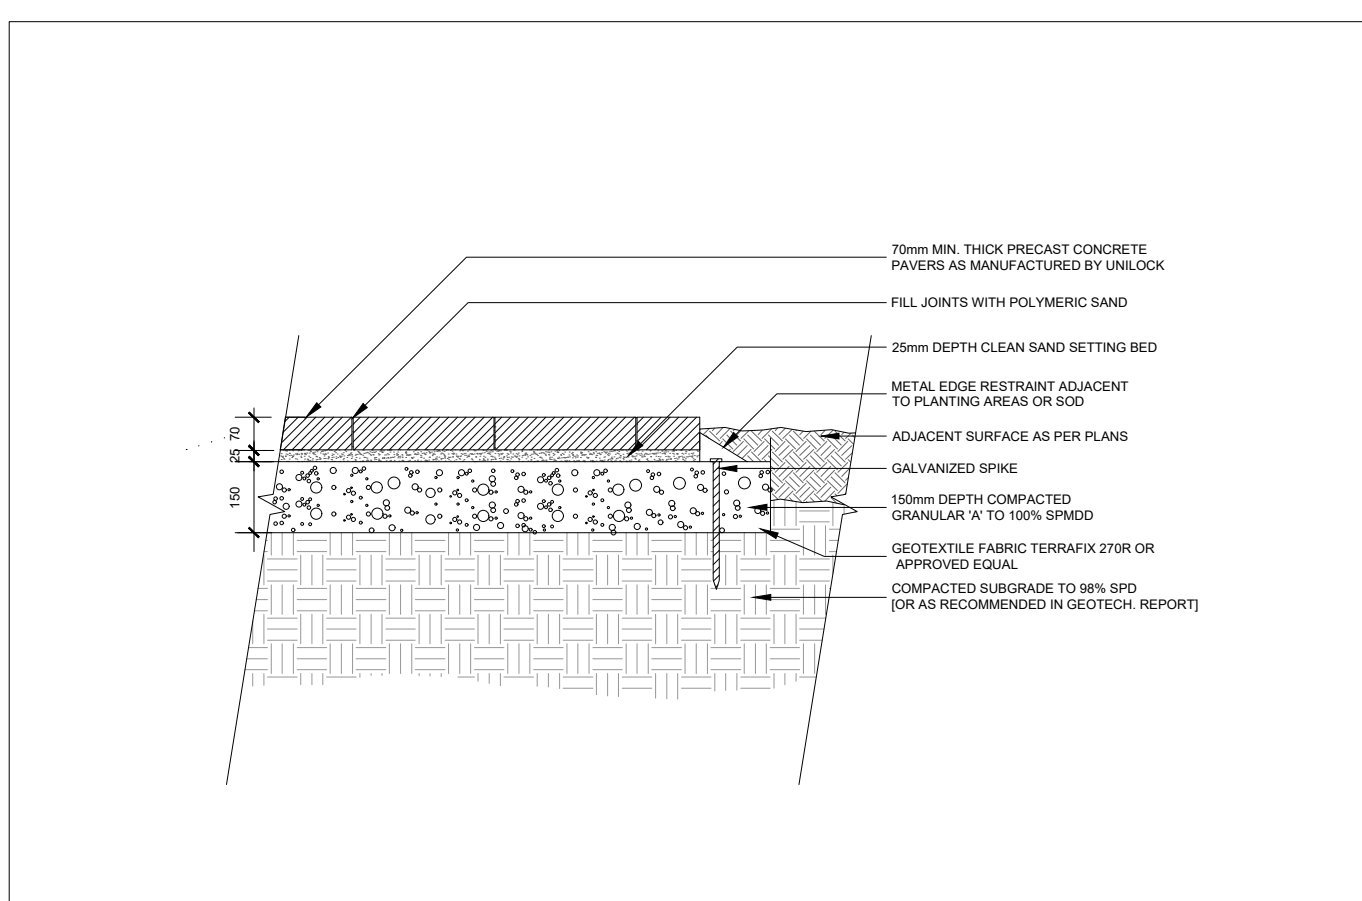 70mm MIN. THICK PRECAST CONCRETE
PAVERS AS MANUFACTURED BY UNILOCK
FILL JOINTS WITH POLYMERIC SAND
25mm DEPTH CLEAN SAND SETTING BED
METAL EDGE RESTRAINT ADJACENT
TO PLANTING AREAS OR SOD
ADJACENT SURFACE AS PER PLANS
GALVANIZED SPIKE
150mm DEPTH COMPACTED
GRANULAR 'A' TO 100% SPMDD
GEOTEXTILE FABRIC TERRAFIX 270R OR
APPROVED EQUAL
COMPACTED SUBGRADE TO 98% SPD
[OR AS RECOMMENDED IN GEOTECH. REPORT]
70
25
150